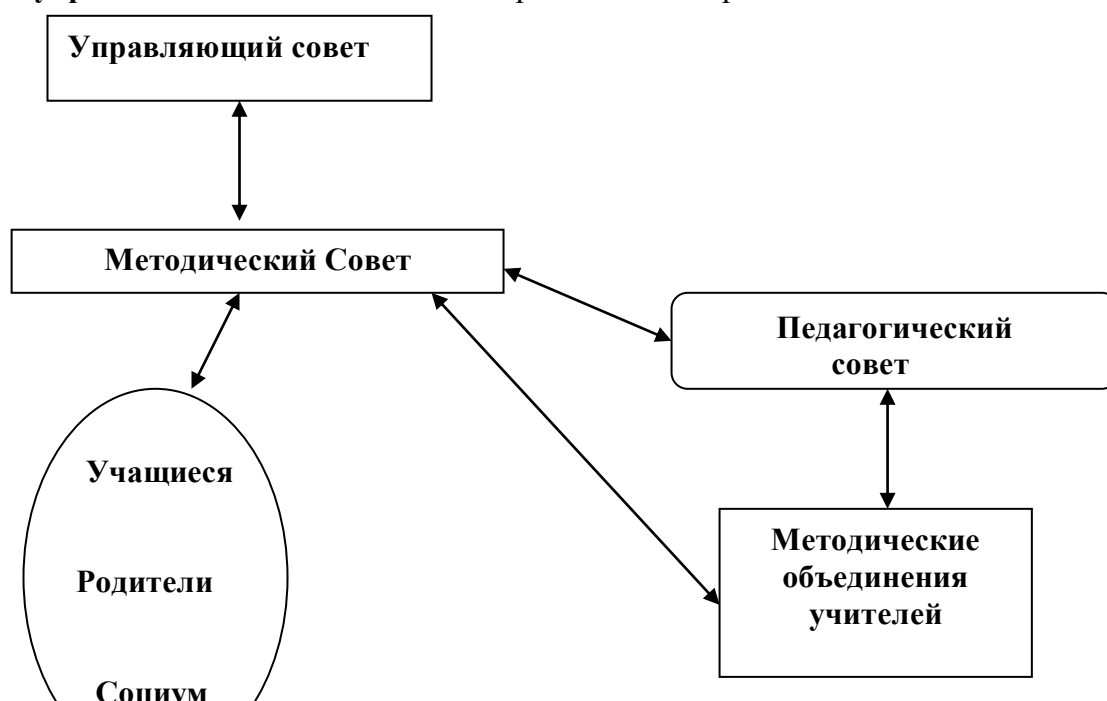 Управляющий совет
Методический Совет
Педагогический
совет
Учащиеся
Родители
Социум
Методические
объединения
учителей